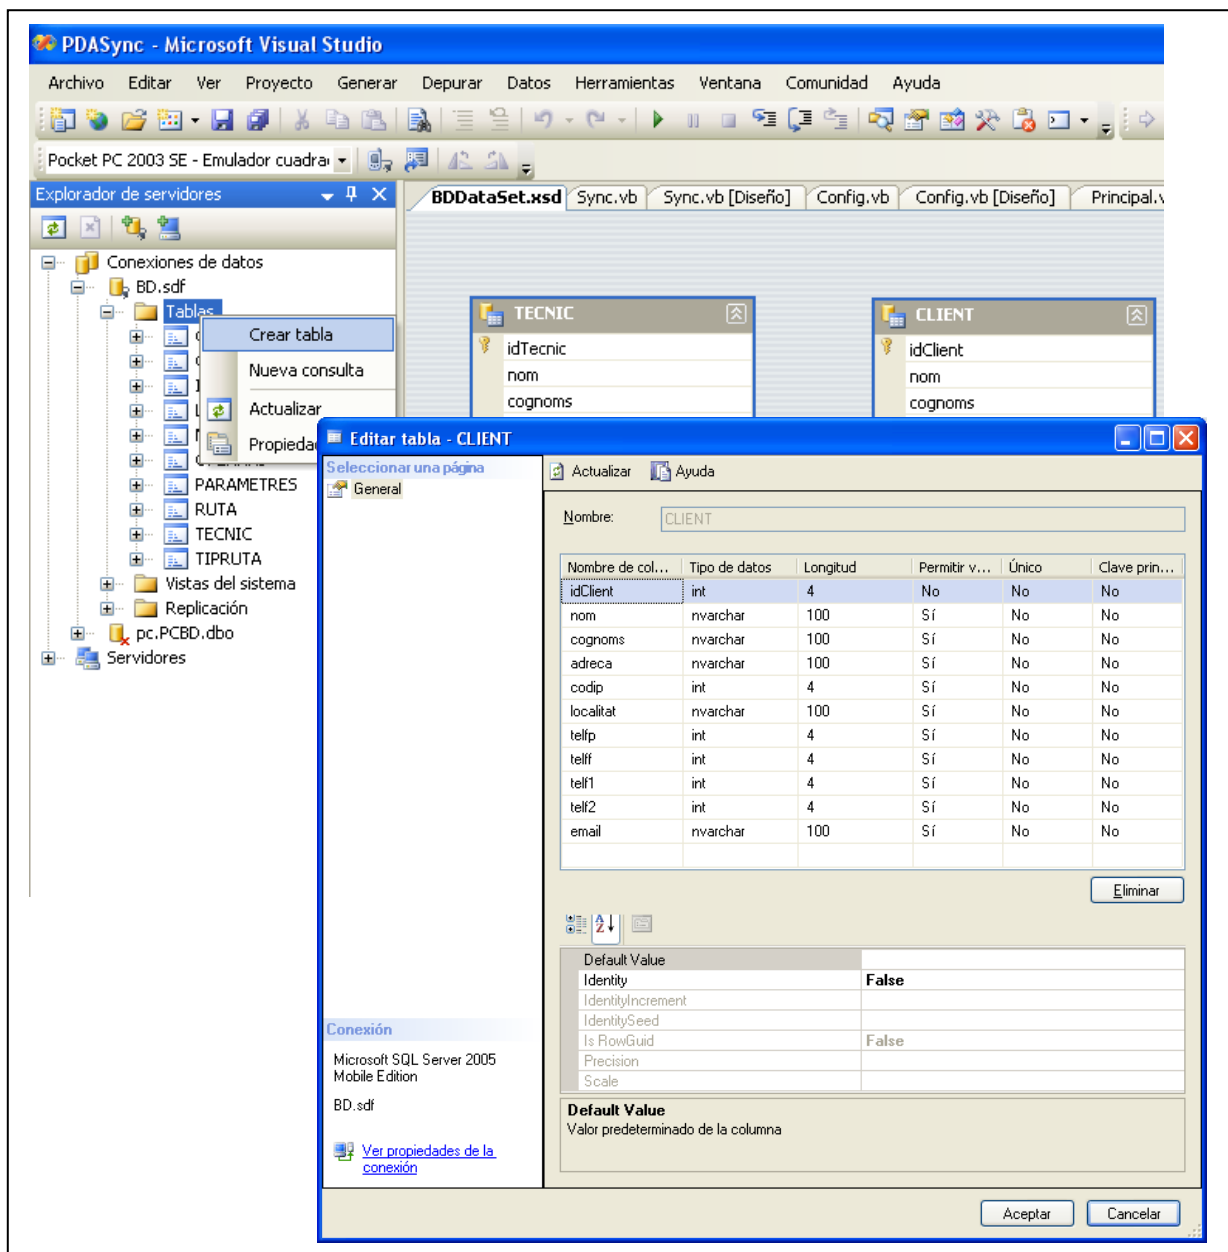 PDASync - Microsoft Visual Studio
Archivo Editar Ver Proyecto Generar Depurar Datos Herramientas Ventana Comunidad Ayuda
Pocket PC 2003 SE - Emulador cuadra
Explorador de servidores
BDDataSet.xsd Sync.vb Sync.vb [Diseño] Config.vb Config.vb [Diseño] Principal.v
Conexiones de datos
BD.sdf
Tablas
Crear tabla
Nueva consulta
Actualizar
Propieda
PARAMETRES
RUTA
TECNIC
TIPRUTA
Vistas del sistema
Replicación
pc.PCBD.dbo
Servidores
TECNIC
idTecnic
nom
cognoms
CLIENT
idClient
nom
cognoms
Editar tabla - CLIENT
Seleccionar una página
General
Actualizar Ayuda
Nombre: CLIENT
Nombre de col... Tipo de datos Longitud Permitir v... Único Clave prin...
idClient int 4 No No No
nom nvarchar 100 Sí No No
cognoms nvarchar 100 Sí No No
adreca nvarchar 100 Sí No No
codip int 4 Sí No No
localitat nvarchar 100 Sí No No
telfp int 4 Sí No No
telff int 4 Sí No No
telf1 int 4 Sí No No
telf2 int 4 Sí No No
email nvarchar 100 Sí No No
Eliminar
Default Value
Identity False
IdentityIncrement
IdentitySeed
Is RowGuid False
Precision
Scale
Default Value
Valor predeterminado de la columna
Conexión
Microsoft SQL Server 2005
Mobile Edition
BD.sdf
Ver propiedades de la
conexión
Aceptar Cancelar